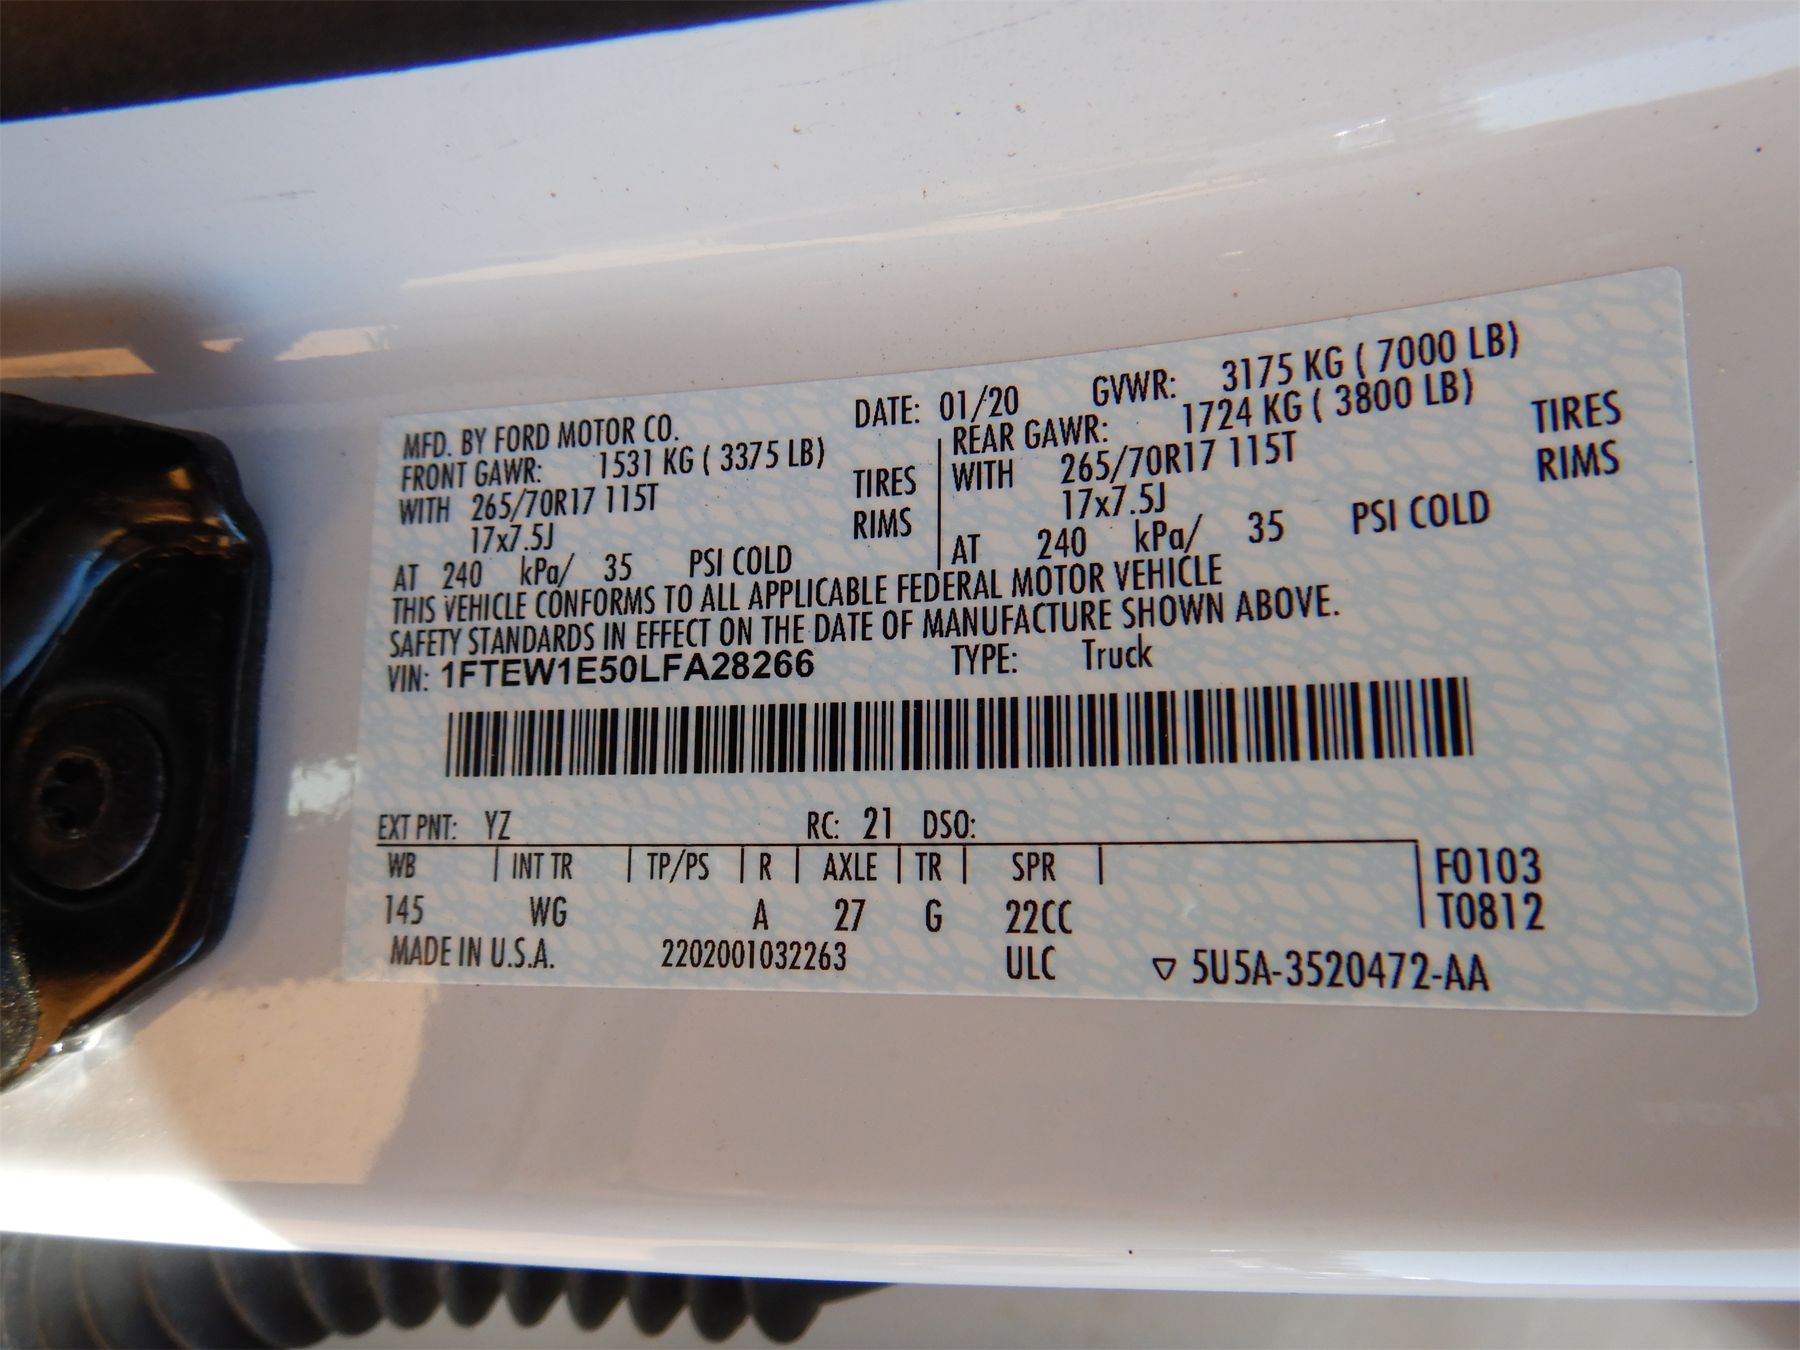 MFD. BY FORD MOTOR CO. DATE: 01/20 GVWR: 3175 KG ( 7000 LB)
FRONT GAWR: 1531 KG ( 3375 LB) REAR GAWR: 1724 KG ( 3800 LB)
WITH 265/70R17 115T TIRES WITH 265/70R17 115T TIRES
17x7.5J RIMS 17x7.5J RIMS
AT 240 kPa/ 35 PSI COLD AT 240 kPa/ 35 PSI COLD
THIS VEHICLE CONFORMS TO ALL APPLICABLE FEDERAL MOTOR VEHICLE
SAFETY STANDARDS IN EFFECT ON THE DATE OF MANUFACTURE SHOWN ABOVE.
VIN: 1FTEW1E50LFA28266 TYPE: Truck
EXT PNT: YZ RC: 21 DSO:
WB INT TR TP/PS R AXLE TR SPR F0103
145 WG A 27 G 22CC T0812
MADE IN U.S.A. 2202001032263 ULC ▽ 5U5A-3520472-AA